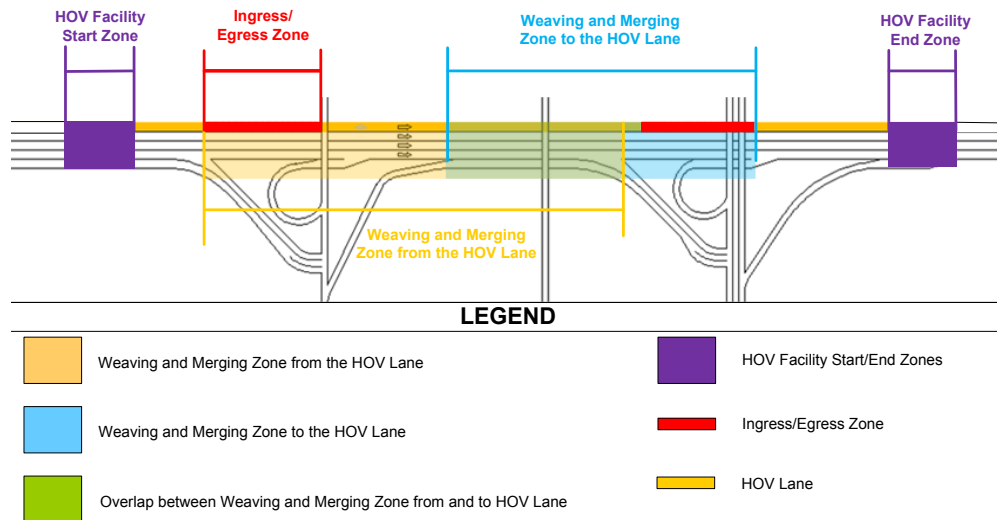 HOV Facility
Start Zone
Ingress/
Egress Zone
Weaving and Merging
Zone to the HOV Lane
HOV Facility
End Zone
Weaving and Merging
Zone from the HOV Lane
LEGEND
Weaving and Merging Zone from the HOV Lane
HOV Facility Start/End Zones
Weaving and Merging Zone to the HOV Lane
Ingress/Egress Zone
Overlap between Weaving and Merging Zone from and to HOV Lane
HOV Lane